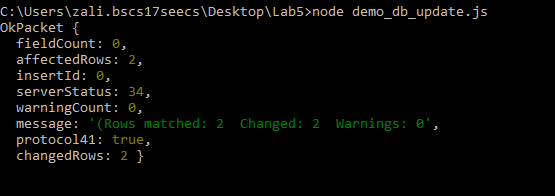 C:\Users\zali.bscs17seecs\Desktop\Lab5>node demo_db_update.js
OkPacket {
  fieldCount: 0,
  affectedRows: 2,
  insertId: 0,
  serverStatus: 34,
  warningCount: 0,
  message: '(Rows matched: 2  Changed: 2  Warnings: 0',
  protocol41: true,
  changedRows: 2 }